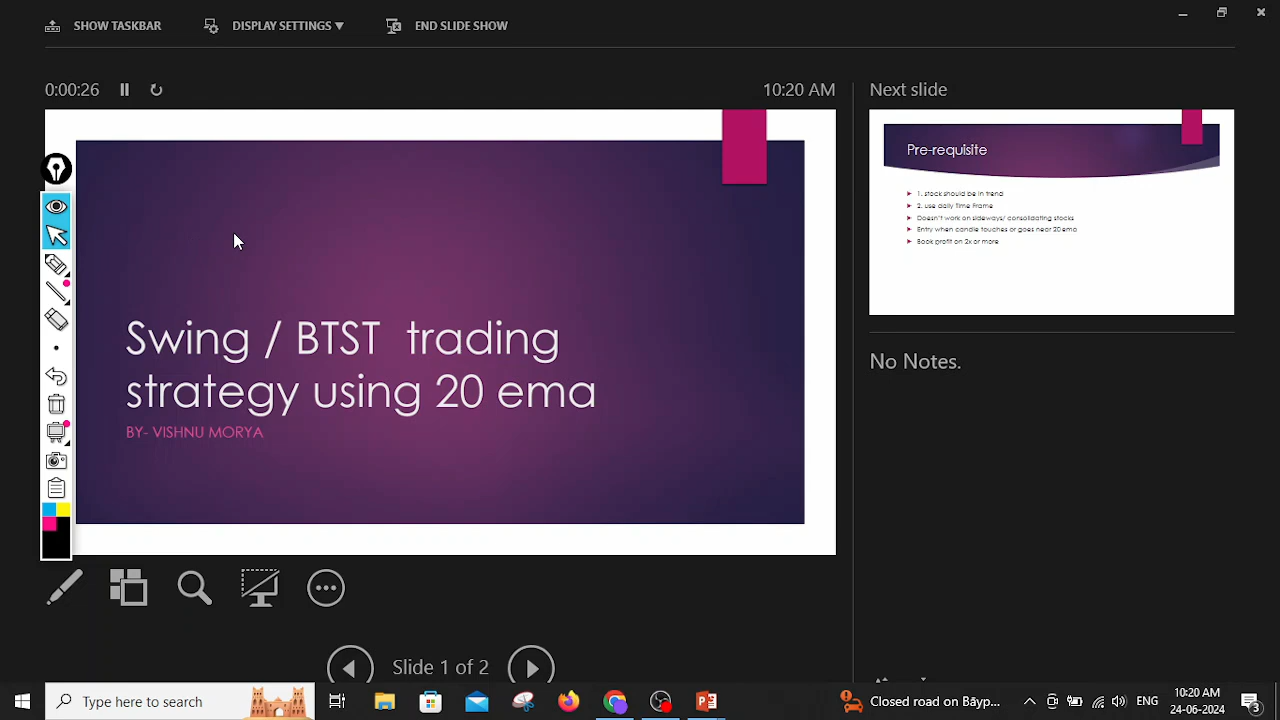 SHOW TASKBAR
DISPLAY SETTINGS ▼
END SLIDE SHOW
0:00:26
10:20 AM
Swing / BTST trading
strategy using 20 ema
BY- VISHNU MORYA
Next slide
Pre-requisite
1. stock should be in trend
2. use daily Time Frame
Doesn't work on sideways/ consolidating stocks
Entry when candle touches or goes near 20 ema
Book profit on 2x or more
No Notes.
Slide 1 of 2
Type here to search
Closed road on Bāyp...
ENG
10:20 AM
24-06-2024
3